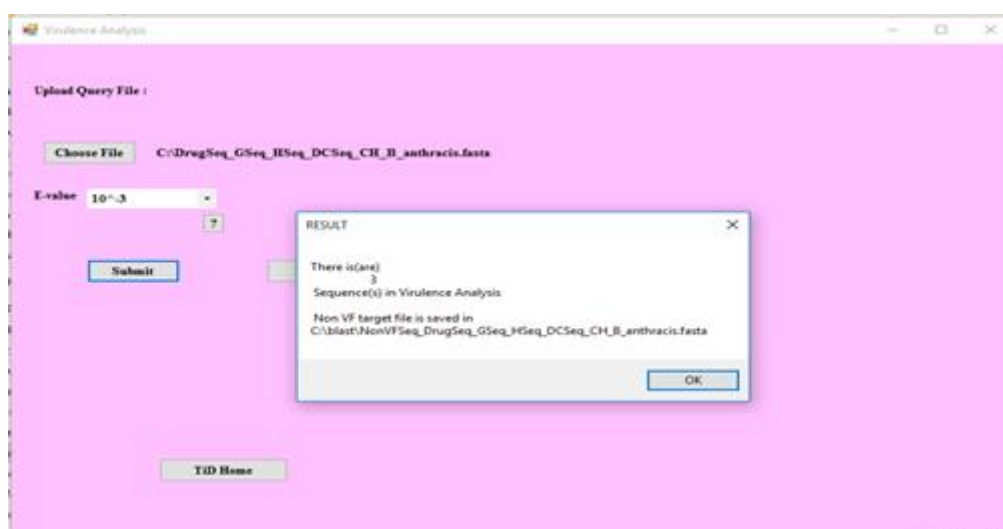 Virulence Analysis
Upload Query File :
Choose File C:\DrugSeq_GSeq_HSeq_DCSeq_CH_B_anthracis.fasta
E-value 10^-3
?
Submit
RESULT
There is(are)
3
Sequence(s) in Virulence Analysis
Non VF target file is saved in
C:\blast\NonVFSeq_DrugSeq_GSeq_HSeq_DCSeq_CH_B_anthracis.fasta
OK
TiD Home